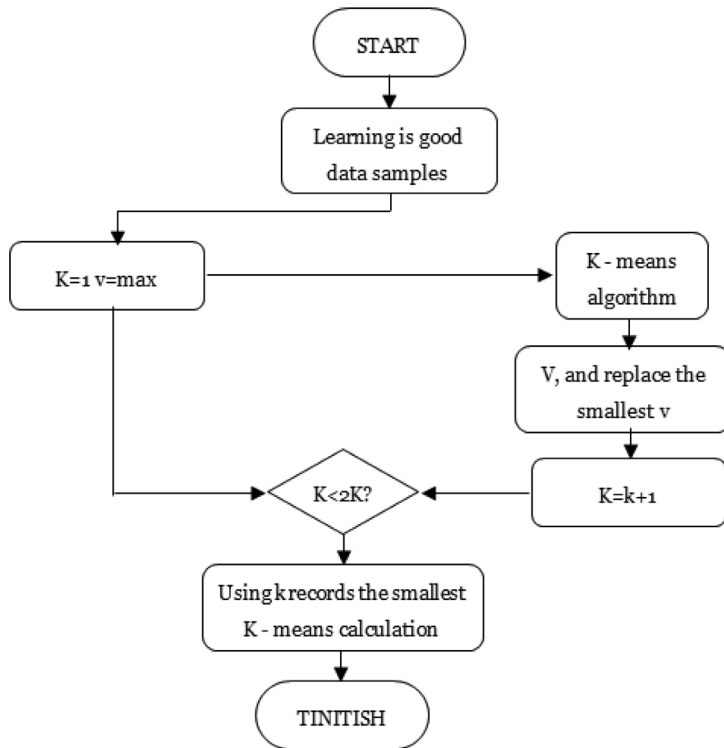 START
Learning is good
data samples
K=1 v=max
K - means
algorithm
V, and replace the
smallest v
K<2K?
K=k+1
Using k records the smallest
K - means calculation
TINITISH